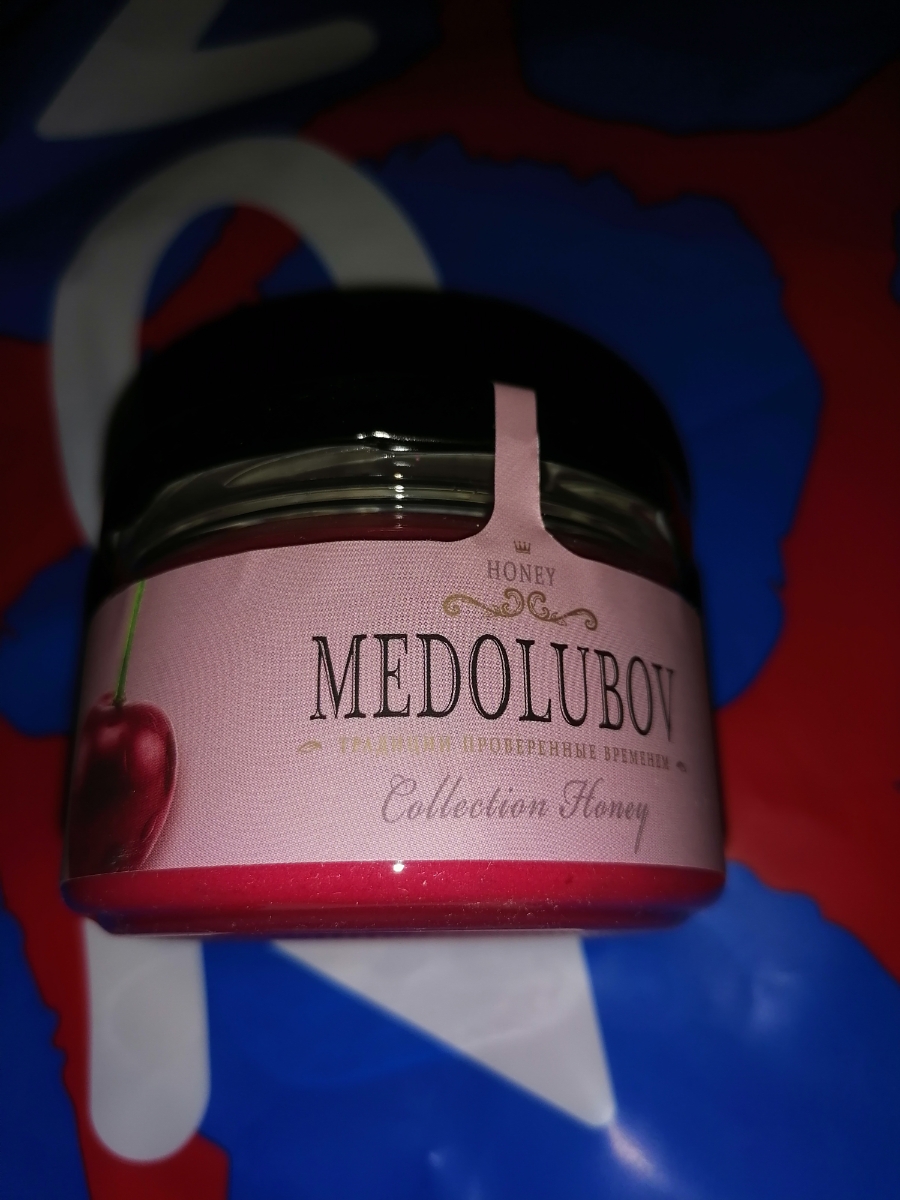 HONEY
MEDOLUBOV
ТРАДИЦИИ ПРОВЕРЕННЫЕ ВРЕМЕНЕМ
Collection Honey